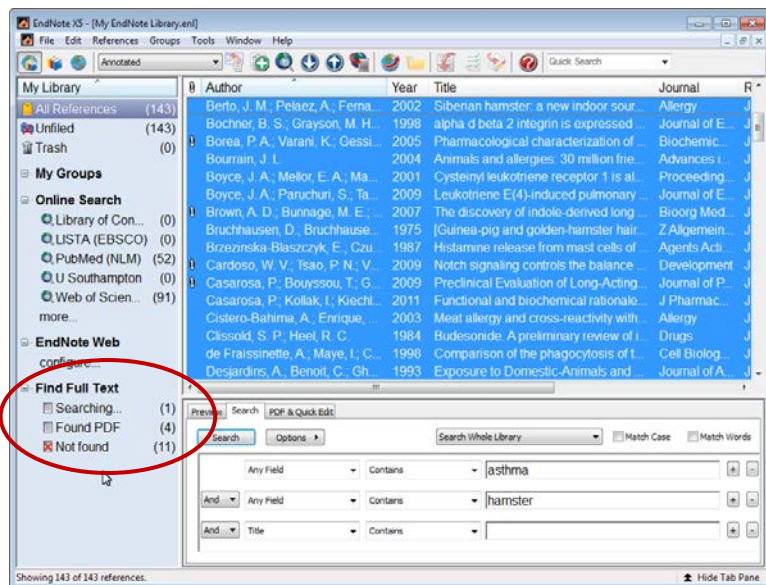 EndNote X5 - [My EndNote Library.enl]
File Edit References Groups Tools Window Help
Annotated Quick Search
My Library
All References (143)
Unfiled (143)
Trash (0)
My Groups
Online Search
Library of Con... (0)
LISTA (EBSCO) (0)
PubMed (NLM) (52)
U Southampton (0)
Web of Scien... (91)
more...
EndNote Web
configure...
Find Full Text
Searching... (1)
Found PDF (4)
Not found (11)
Author Year Title Journal R
Berto, J. M.; Pelaez, A.; Ferna... 2002 Siberian hamster: a new indoor sour... Allergy J
Bochner, B. S.; Grayson, M. H... 1998 alpha d beta 2 integrin is expressed ... Journal of E... J
Borea, P. A.; Varani, K.; Gessi... 2005 Pharmacological characterization of ... Biochemic... J
Bourrain, J. L. 2004 Animals and allergies: 30 million frie... Advances i... J
Boyce, J. A.; Mellor, E. A.; Ma... 2001 Cysteinyl leukotriene receptor 1 is al... Proceeding... J
Boyce, J. A.; Paruchuri, S.; Ta... 2009 Leukotriene E(4)-induced pulmonary ... Journal of E... J
Brown, A. D.; Bunnage, M. E.; ... 2007 The discovery of indole-derived long ... Bioorg Med... J
Bruchhausen, D.; Bruchhause... 1975 [Guinea-pig and golden-hamster hair... Z Allgemein... J
Brzezinska-Blaszczyk, E.; Czu... 1987 Histamine release from mast cells of ... Agents Acti... J
Cardoso, W. V.; Tsao, P. N.; V... 2009 Notch signaling controls the balance ... Development J
Casarosa, P.; Bouyssou, T.; G... 2009 Preclinical Evaluation of Long-Acting... Journal of P... J
Casarosa, P.; Kollak, I.; Kiechl... 2011 Functional and biochemical rationale... J Pharmac... J
Cistero-Bahima, A.; Enrique, ... 2003 Meat allergy and cross-reactivity with... Allergy J
Clissold, S. P.; Heel, R. C. 1984 Budesonide. A preliminary review of i... Drugs J
de Fraissinette, A.; Maye, I.; C... 1998 Comparison of the phagocytosis of t... Cell Biolog... J
Desjardins, A.; Benoit, C.; Gh... 1993 Exposure to Domestic-Animals and ... Journal of A... J
Preview Search PDF & Quick Edit
Search Options Search Whole Library Match Case Match Words
Any Field Contains asthma
And Any Field Contains hamster
And Title Contains
Showing 143 of 143 references. Hide Tab Pane